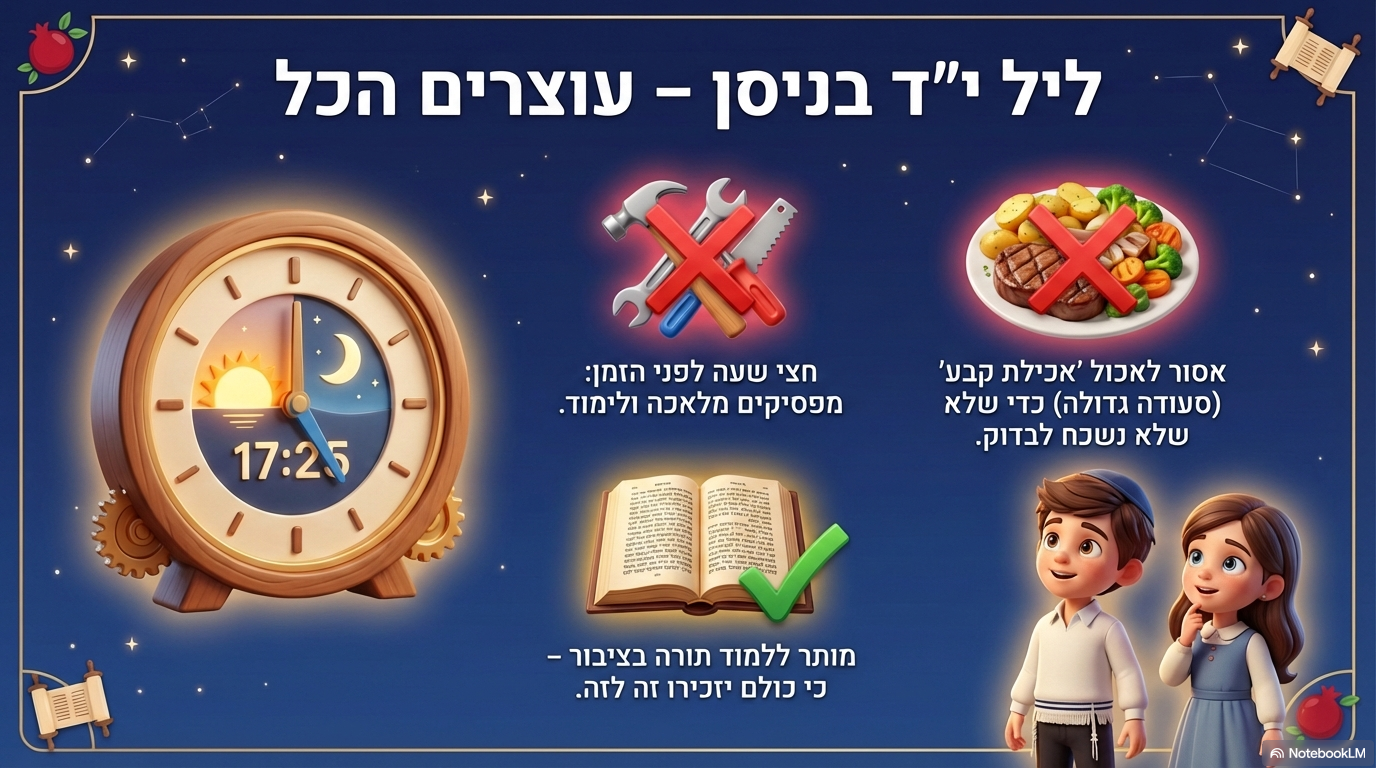 ליל י"ד בניסן – עוצרים הכל
אסור לאכול 'אכילת קבע'
(סעודה גדולה) כדי שלא
שלא נשכח לבדוק.
חצי שעה לפני הזמן:
מפסיקים מלאכה ולימוד.
17:25
מותר ללמוד תורה בציבור –
כי כולם יזכירו זה לזה.
NotebookLM